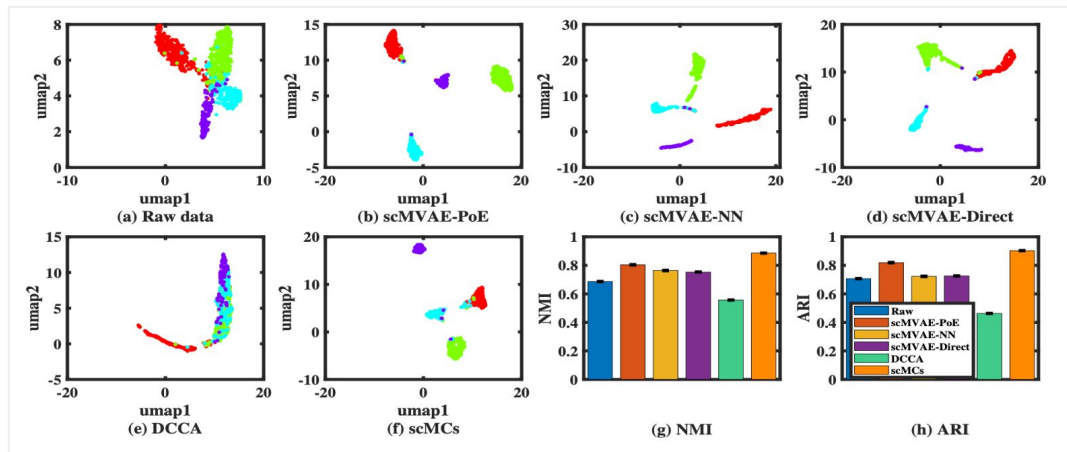 8
6
4
2
0
-10
0
10
umap2
umap1
(a) Raw data
15
10
5
0
-5
-20
0
20
umap2
umap1
(b) scMVAE-PoE
30
20
10
0
-10
-20
0
20
umap2
umap1
(c) scMVAE-NN
20
10
0
-10
-20
0
20
umap2
umap1
(d) scMVAE-Direct
15
10
5
0
-5
-20
0
20
umap2
umap1
(e) DCCA
20
10
0
-10
-20
0
20
umap2
umap1
(f) scMCs
1
0.8
0.6
0.4
0.2
0
NMI
(g) NMI
1
0.8
0.6
0.4
0.2
0
ARI
Raw
scMVAE-PoE
scMVAE-NN
scMVAE-Direct
DCCA
scMCs
(h) ARI